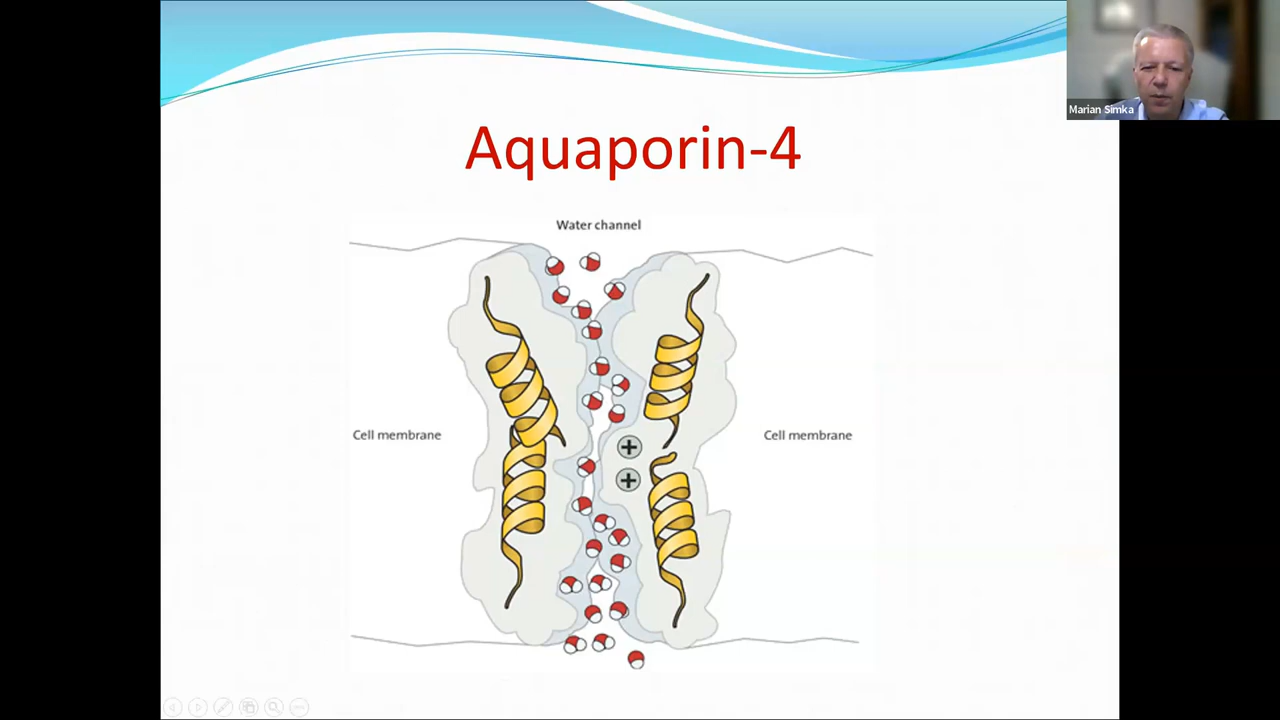 Marian Simka
Aquaporin-4
Water channel
Cell membrane
Cell membrane
+
+